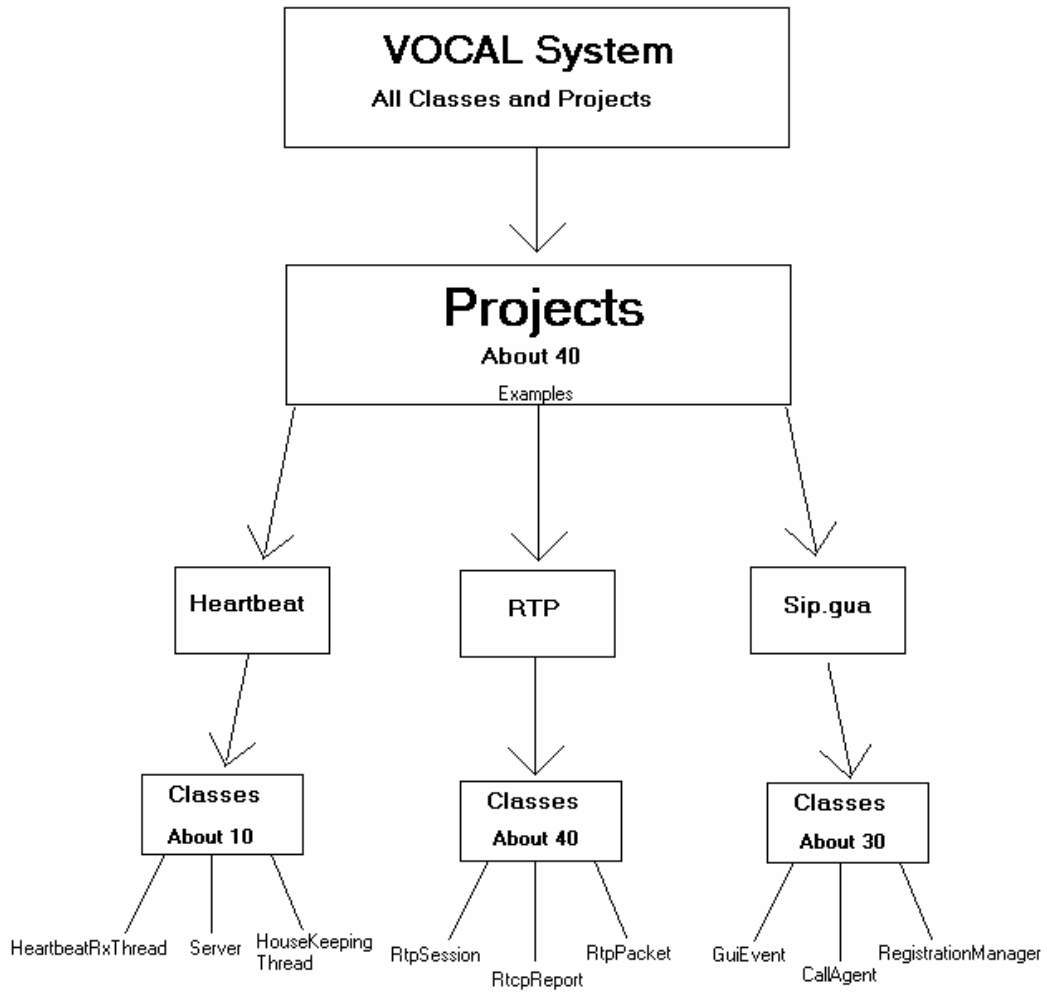 VOCAL System
All Classes and Projects
Projects
About 40
Examples
Heartbeat
RTP
Sip.gua
Classes
About 10
Classes
About 40
Classes
About 30
HeartbeatRxThread
Server
HouseKeeping
Thread
RtpSession
RtcpReport
RtpPacket
GuiEvent
CallAgent
RegistrationManager